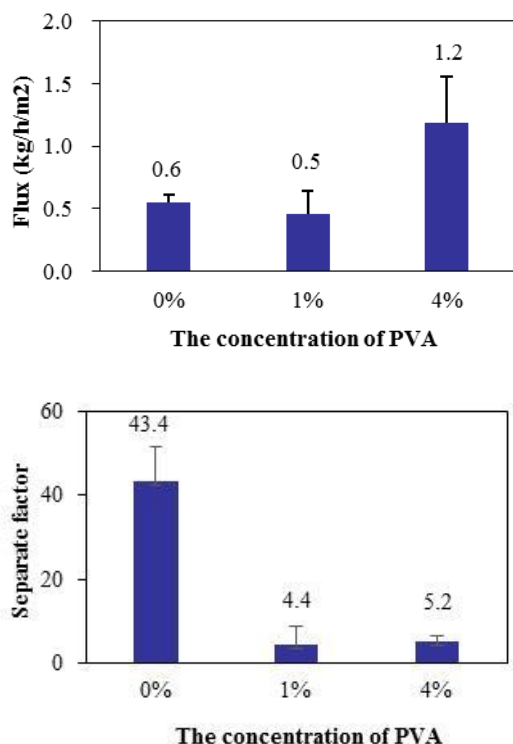 2.0
1.5
1.0
0.5
0.0
Flux (kg/h/m2)
0.6
0.5
1.2
0% 1% 4%
The concentration of PVA
60
40
20
0
Separate factor
43.4
4.4
5.2
0% 1% 4%
The concentration of PVA